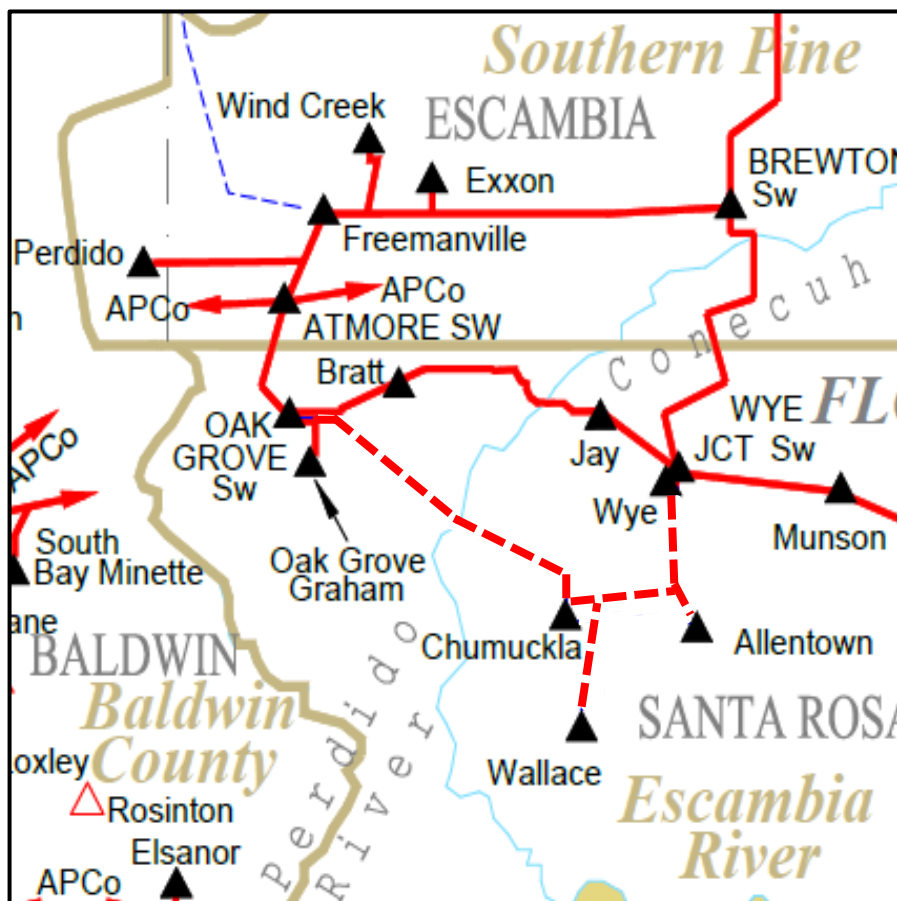 Southern Pine
Wind Creek
ESCAMBIA
BREWTON
Sw
Exxon
Freemanville
Perdido
APCo
APCo
ATMORE SW
Conecuh
Bratt
OAK
GROVE
Sw
WYE
JCT Sw
Jay
Wye
Munson
APCo
South
Bay Minette
Oak Grove
Graham
Chumuckla
Allentown
BALDWIN
Baldwin
County
Perdido
River
SANTA ROSA
Wallace
Escambia
River
Rosinton
Elsanor
APCo